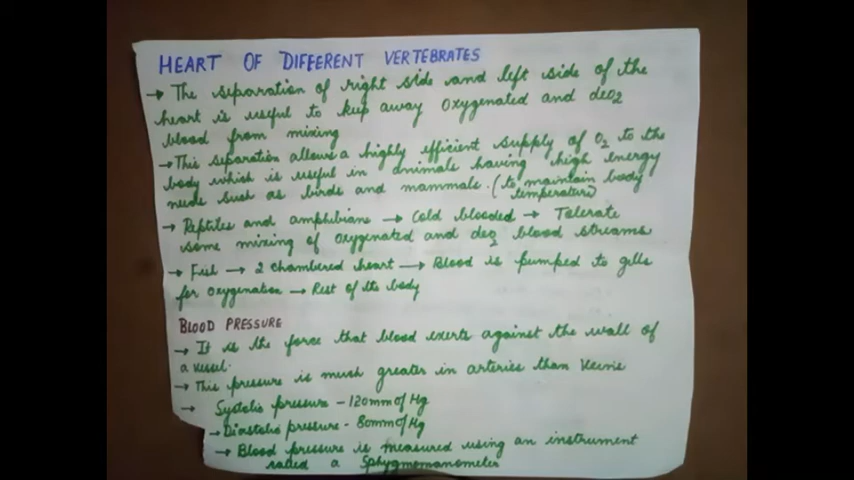 HEART OF DIFFERENT VERTEBRATES
→ The separation of right side and left side of the
heart is useful to keep away oxygenated and deO2
blood from mixing
→ This separation allows a highly efficient supply of O2 to the
body which is useful in animals having high energy
needs such as birds and mammals. (to maintain body
temperature)
→ Reptiles and amphibians → Cold blooded → Tolerate
some mixing of oxygenated and deO2 blood streams
→ Fish → 2 chambered heart → Blood is pumped to gills
for oxygenation → Rest of the body
BLOOD PRESSURE
→ It is the force that blood exerts against the wall of
a vessel.
→ This pressure is much greater in arteries than veins
→ Systolic pressure - 120mm of Hg
→ Diastolic pressure - 80mm of Hg
→ Blood pressure is measured using an instrument
called a Sphygmomanometer